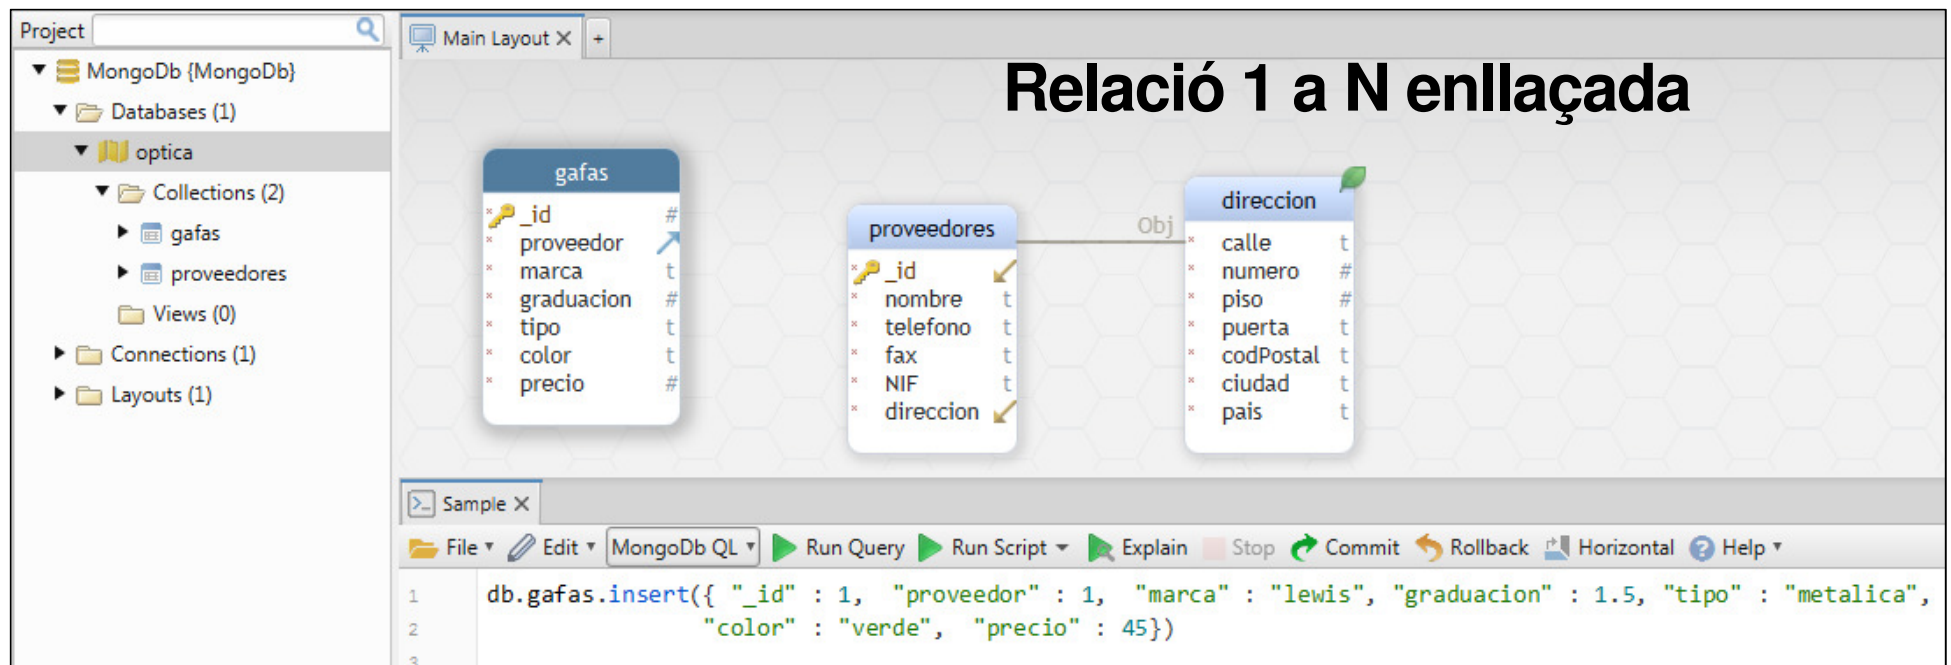 Project
Main Layout
+
MongoDb {MongoDb}
Databases (1)
optica
Collections (2)
gafas
proveedores
Views (0)
Connections (1)
Layouts (1)
Relació 1 a N enllaçada
gafas
_id #
proveedor
marca t
graduacion #
tipo t
color t
precio #
proveedores
_id
nombre t
telefono t
fax t
NIF t
direccion
Obj
direccion
calle t
numero #
piso #
puerta t
codPostal t
ciudad t
pais t
Sample
File Edit MongoDb QL Run Query Run Script Explain Stop Commit Rollback Horizontal Help
1 db.gafas.insert({ "_id" : 1, "proveedor" : 1, "marca" : "lewis", "graduacion" : 1.5, "tipo" : "metalica",
2 "color" : "verde", "precio" : 45})
3